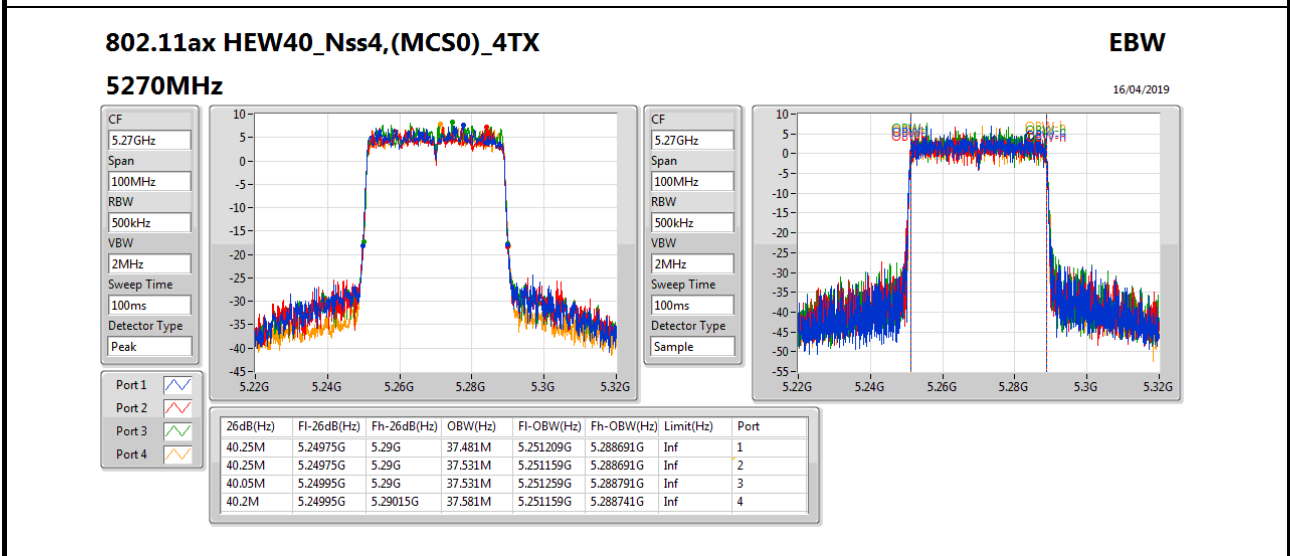 802.11ax HEW40_Nss4,(MCS0)_4TX EBW
5270MHz 16/04/2019
CF
5.27GHz
Span
100MHz
RBW
500kHz
VBW
2MHz
Sweep Time
100ms
Detector Type
Peak
10
5
0
-5
-10
-15
-20
-25
-30
-35
-40
-45
5.22G 5.24G 5.26G 5.28G 5.3G 5.32G
CF
5.27GHz
Span
100MHz
RBW
500kHz
VBW
2MHz
Sweep Time
100ms
Detector Type
Sample
10
5
0
-5
-10
-15
-20
-25
-30
-35
-40
-45
-50
-55
5.22G 5.24G 5.26G 5.28G 5.3G 5.32G
Port 1
Port 2
Port 3
Port 4
26dB(Hz) Fl-26dB(Hz) Fh-26dB(Hz) OBW(Hz) Fl-OBW(Hz) Fh-OBW(Hz) Limit(Hz) Port
40.25M 5.24975G 5.29G 37.481M 5.251209G 5.288691G Inf 1
40.25M 5.24975G 5.29G 37.531M 5.251159G 5.288691G Inf 2
40.05M 5.24995G 5.29G 37.531M 5.251259G 5.288791G Inf 3
40.2M 5.24995G 5.29015G 37.581M 5.251159G 5.288741G Inf 4